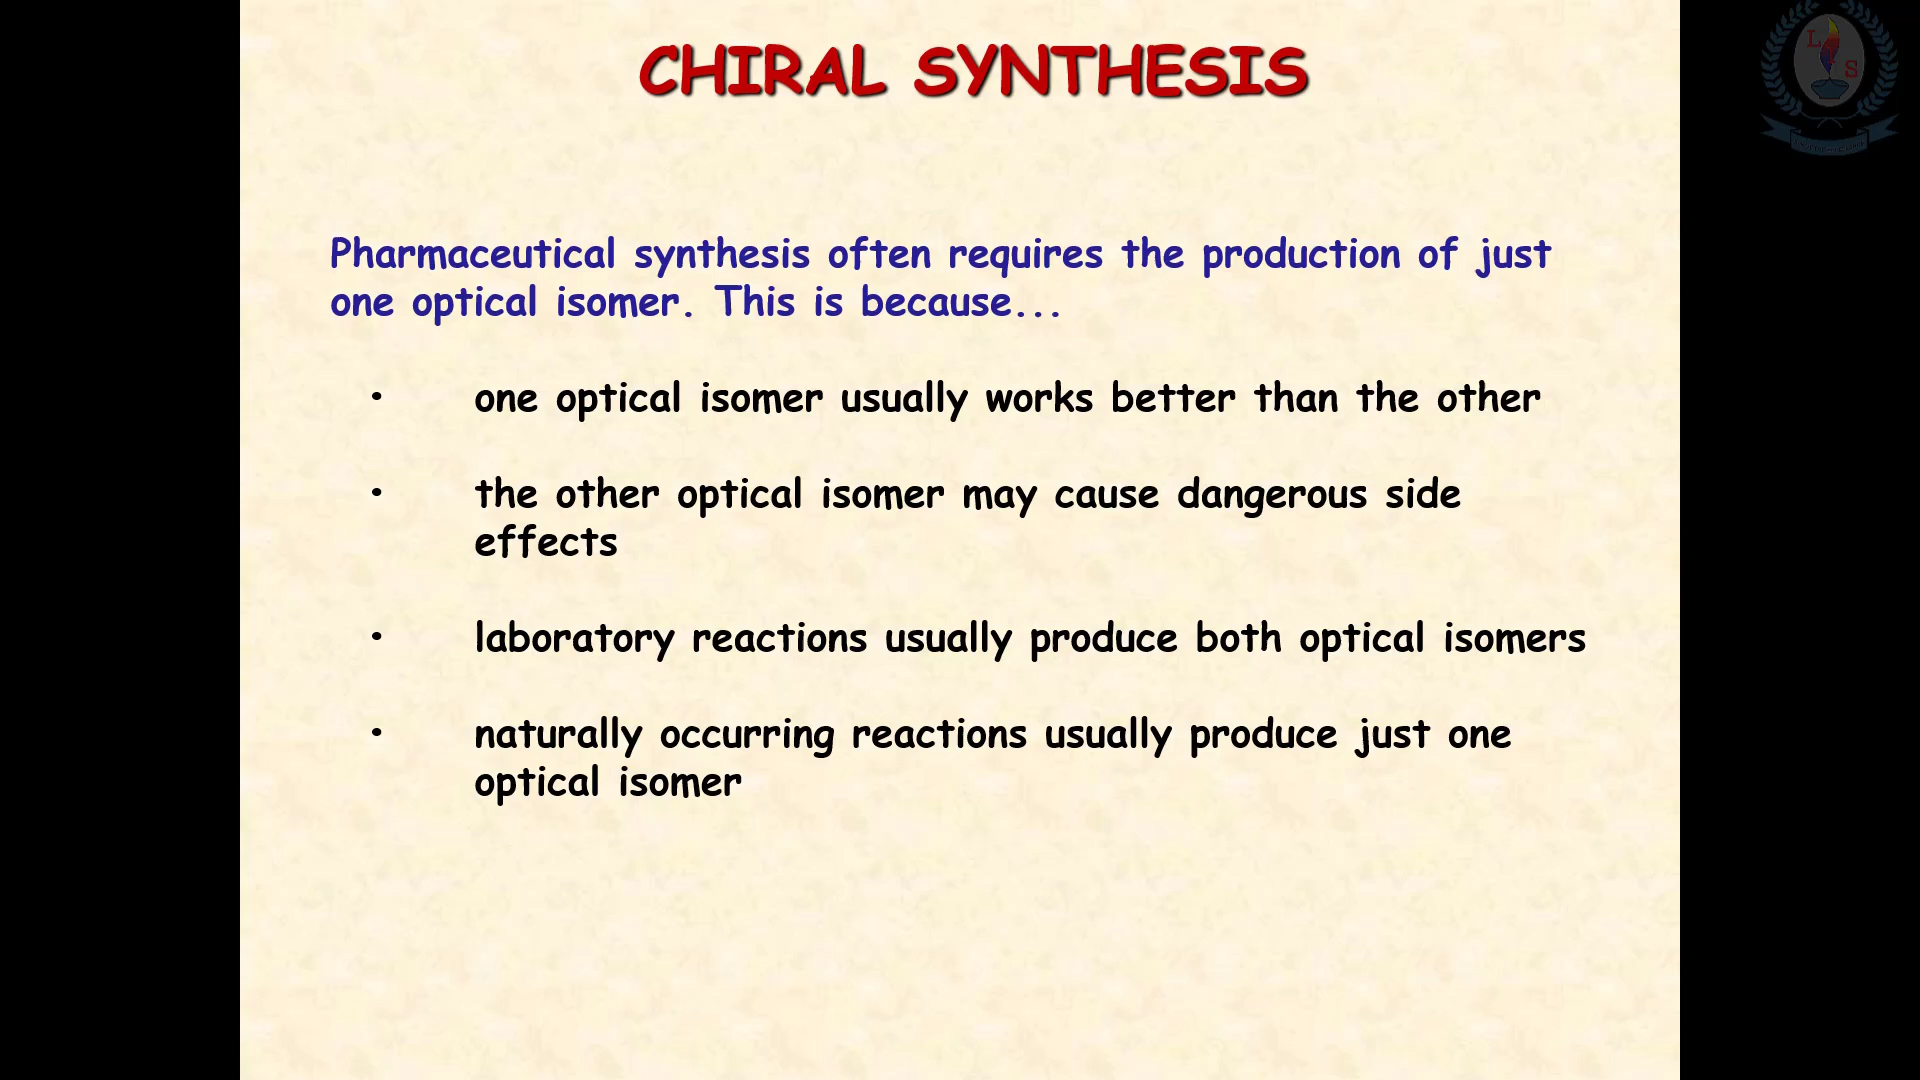 CHIRAL SYNTHESIS
Pharmaceutical synthesis often requires the production of just
one optical isomer. This is because...
• one optical isomer usually works better than the other
• the other optical isomer may cause dangerous side
effects
• laboratory reactions usually produce both optical isomers
• naturally occurring reactions usually produce just one
optical isomer
L
S